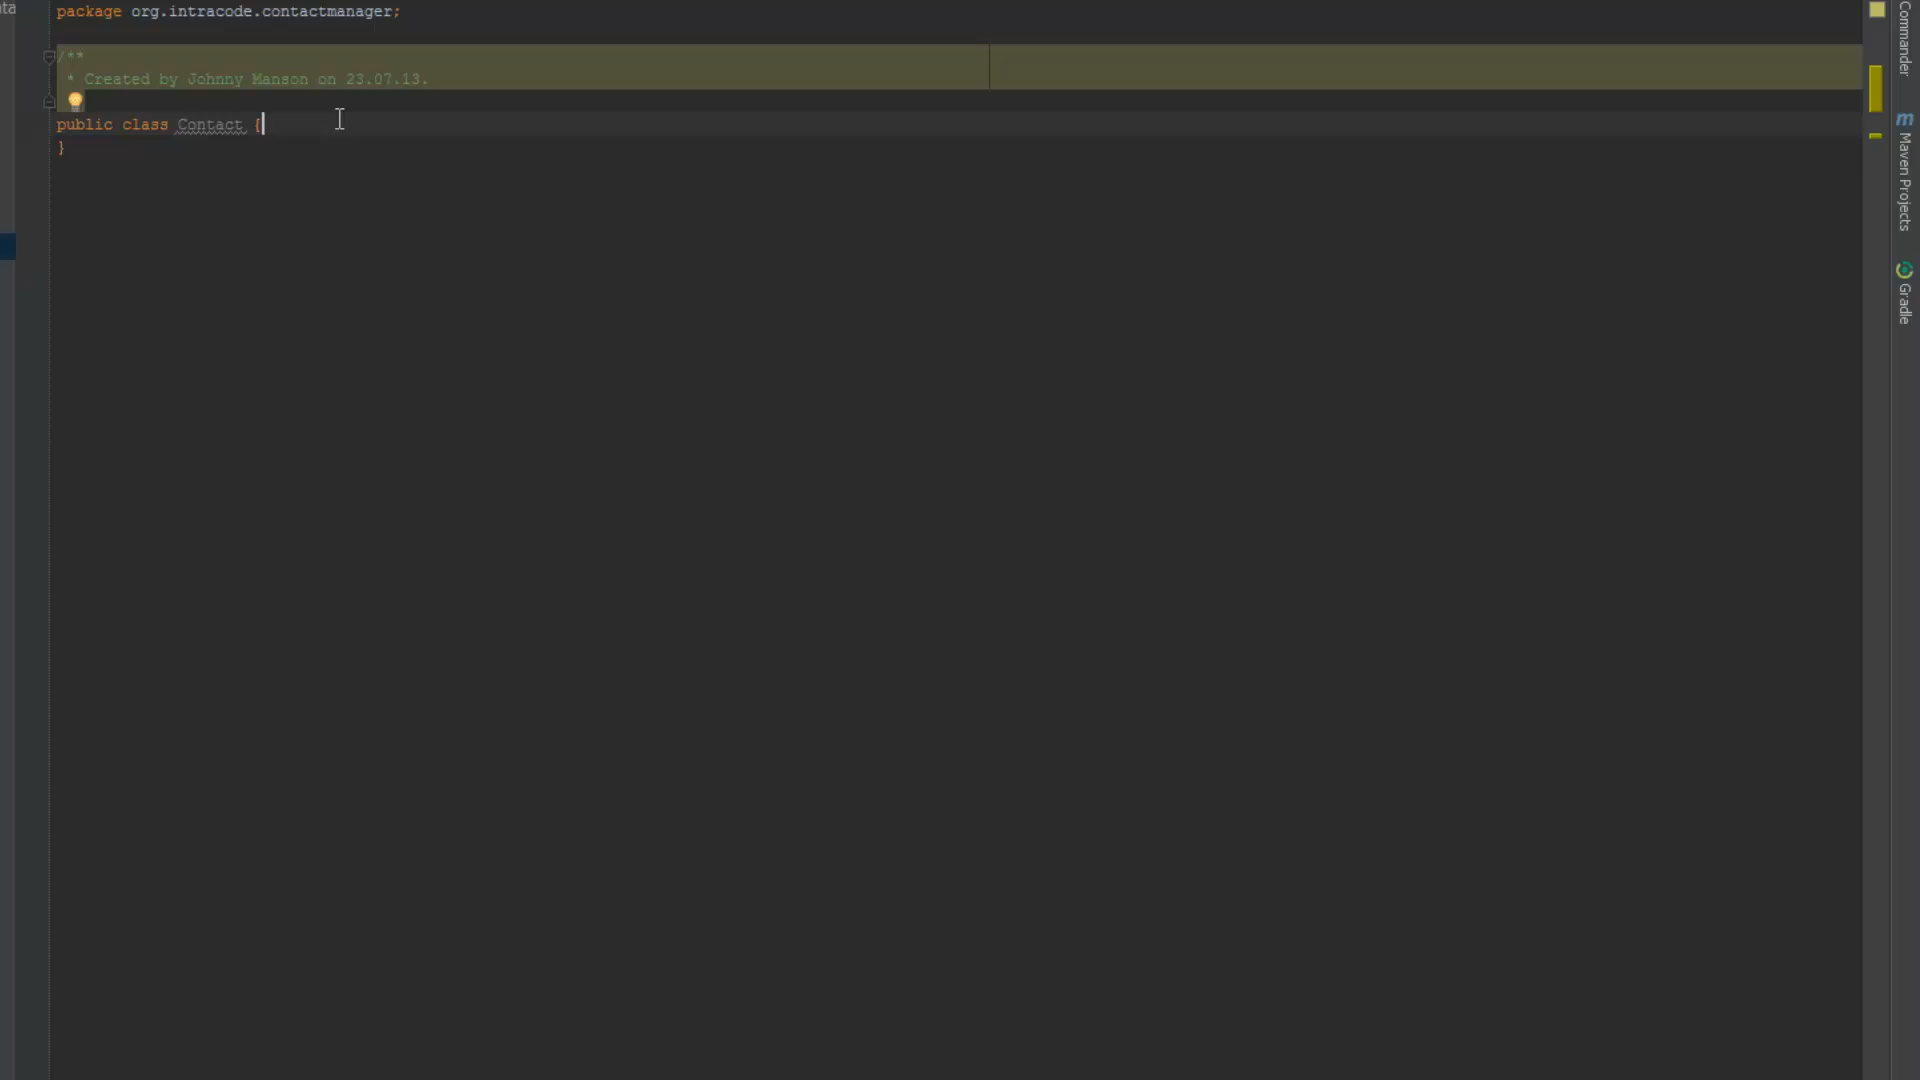 ta
package org.intracode.contactmanager;
/**
* Created by Johnny Manson on 23.07.13.
public class Contact {
}
Commander
m Maven Projects
Gradle